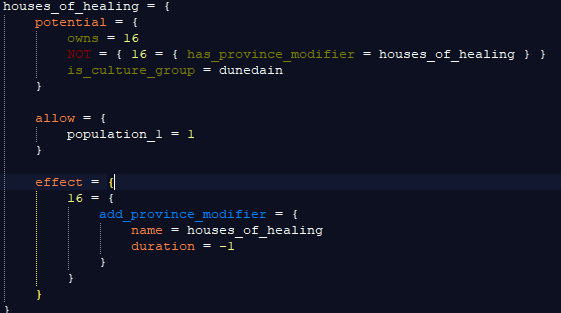 houses_of_healing = {
potential = {
owns = 16
NOT = { 16 = { has_province_modifier = houses_of_healing } }
is_culture_group = dunedain
}
allow = {
population_1 = 1
}
effect = {
16 = {
add_province_modifier = {
name = houses_of_healing
duration = -1
}
}
}
}